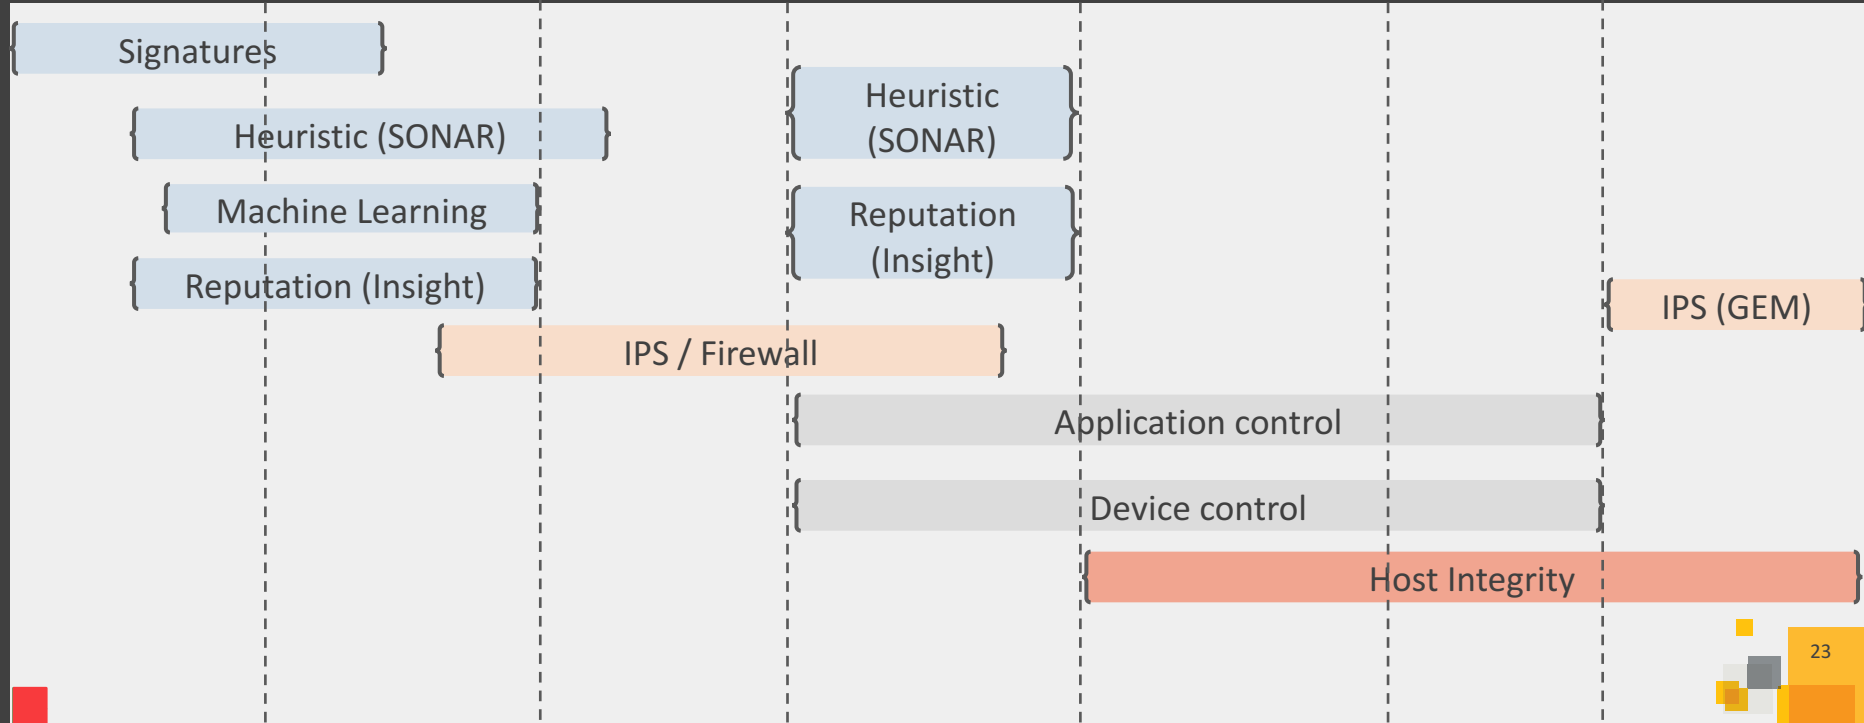 Signatures
Heuristic
(SONAR)
Heuristic (SONAR)
Machine Learning
Reputation
(Insight)
Reputation (Insight)
IPS (GEM)
IPS / Firewall
Application control
Device control
Host Integrity
23